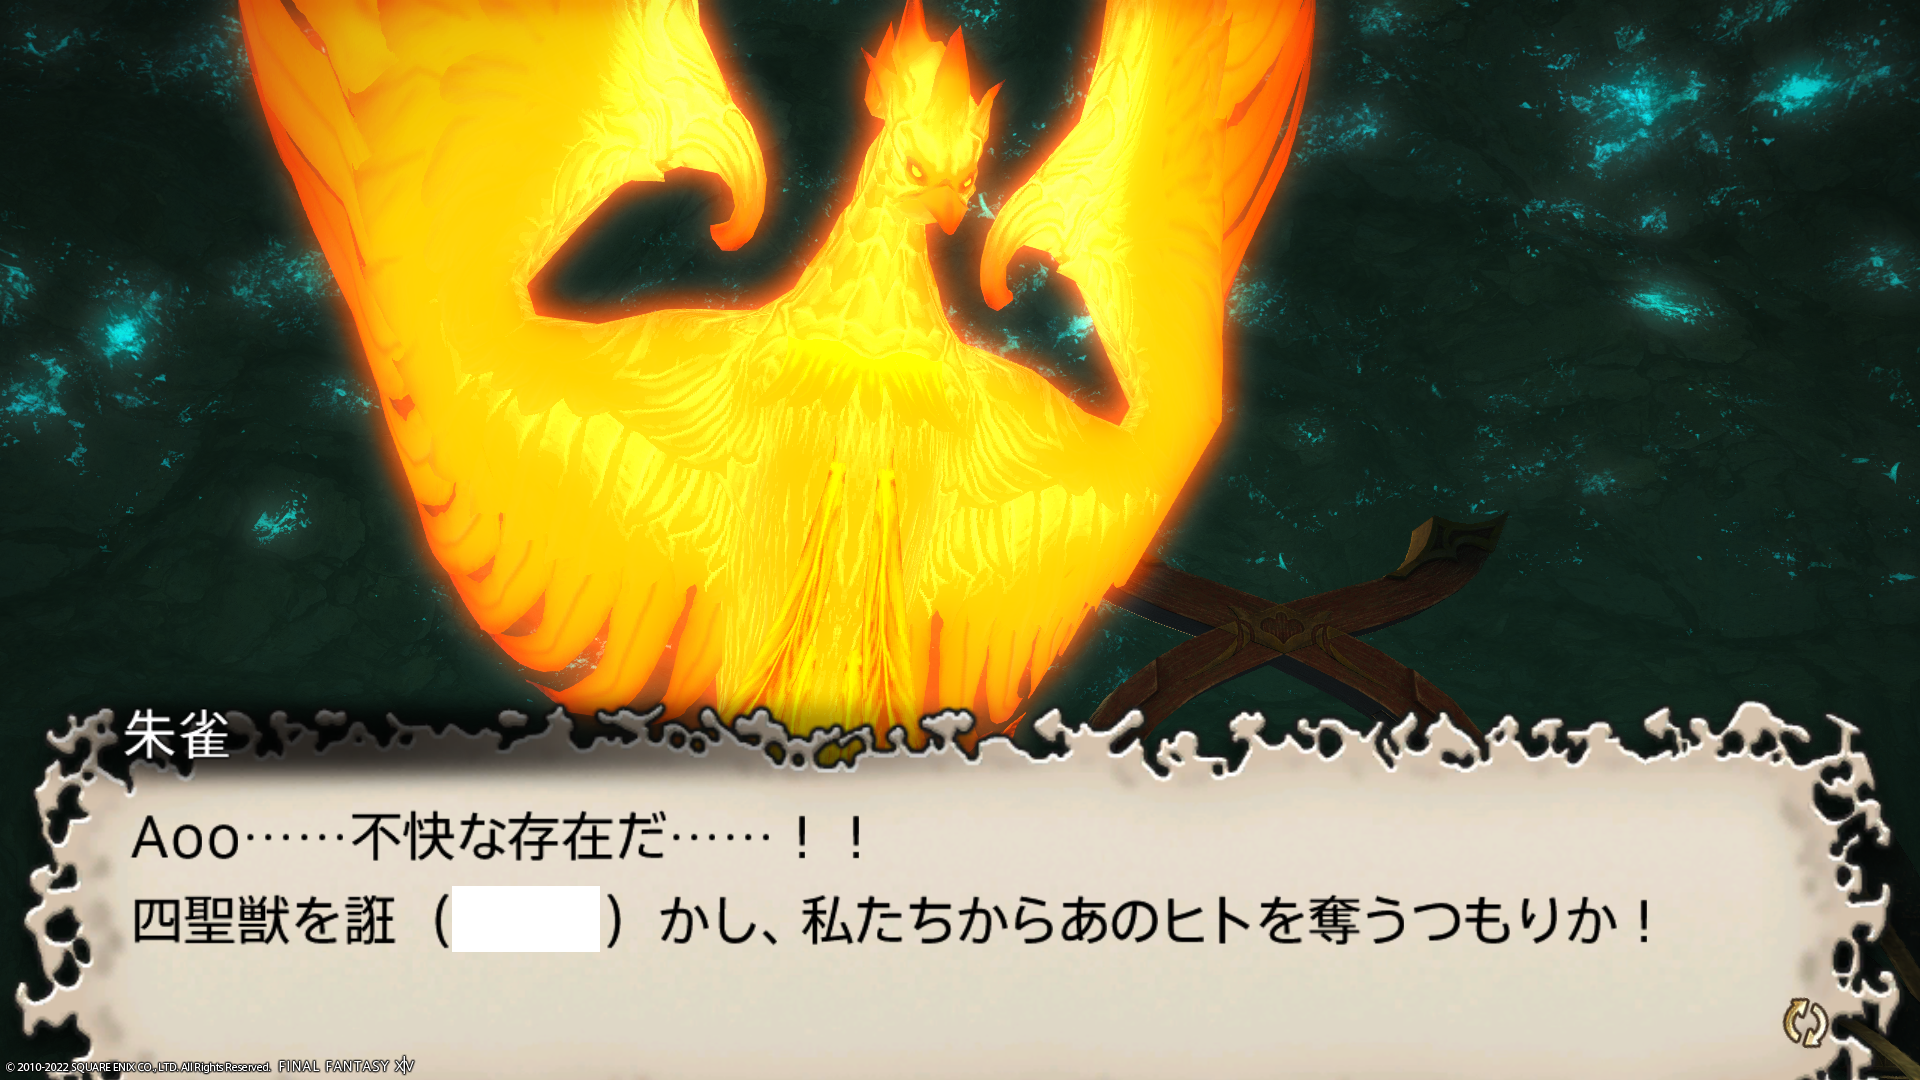 朱雀
Aoo……不快な存在だ……！！
四聖獣を誑（　　　）かし、私たちからあのヒトを奪うつもりか！
© 2010-2022 SQUARE ENIX CO., LTD. All Rights Reserved. FINAL FANTASY XIV